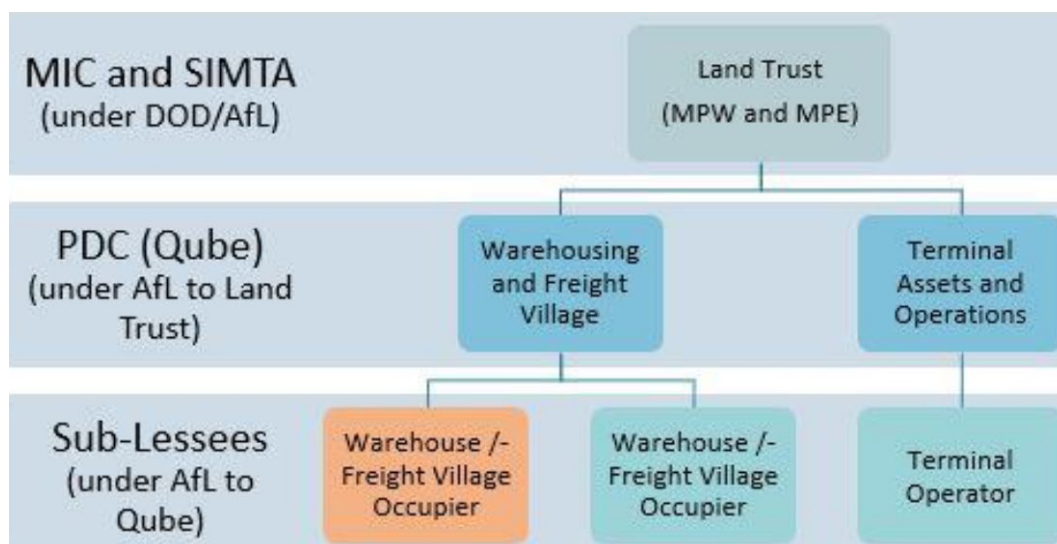 MIC and SIMTA
(under DOD/AfL)
Land Trust
(MPW and MPE)
PDC (Qube)
(under AfL to Land
Trust)
Warehousing
and Freight
Village
Terminal
Assets and
Operations
Sub-Lessees
(under AfL to
Qube)
Warehouse /-
Freight Village
Occupier
Warehouse /-
Freight Village
Occupier
Terminal
Operator